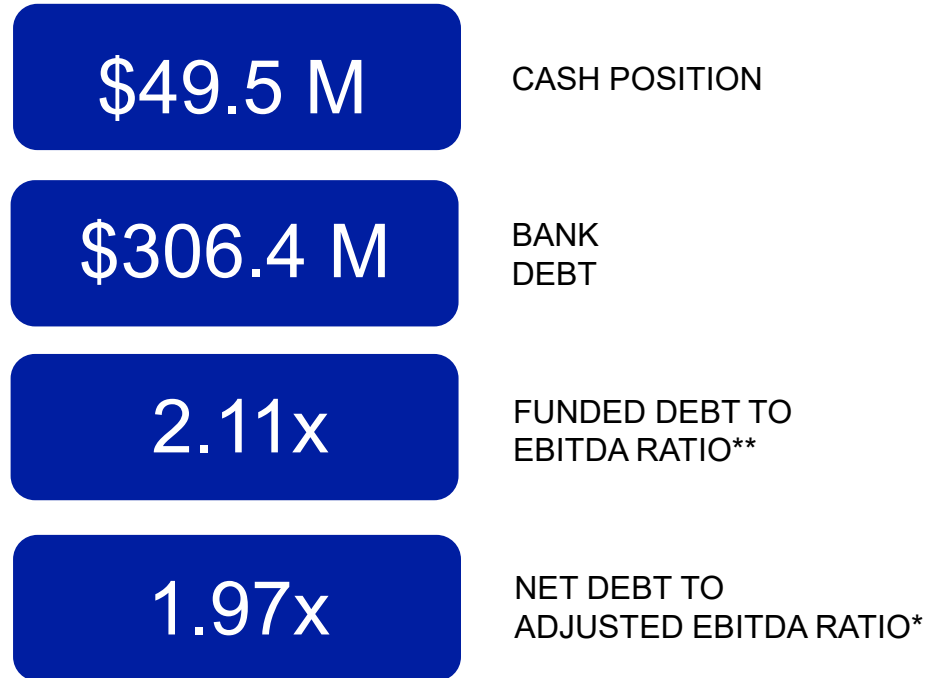 $49.5 M
CASH POSITION
$306.4 M
BANK
DEBT
2.11x
FUNDED DEBT TO
EBITDA RATIO**
1.97x
NET DEBT TO
ADJUSTED EBITDA RATIO*